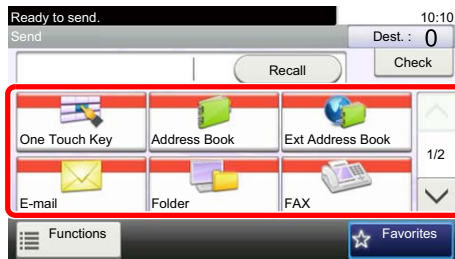 Ready to send. 10:10
Send Dest. : 0
Recall Check
One Touch Key Address Book Ext Address Book
1/2
E-mail Folder FAX
Functions Favorites